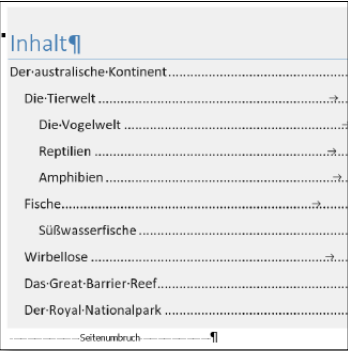 Inhalt¶
Der·australische·Kontinent
Die·Tierwelt →
Die·Vogelwelt →
Reptilien →
Amphibien →
Fische →
Süßwasserfische
Wirbellose →
Das·Great·Barrier·Reef
Der·Royal·Nationalpark
Seitenumbruch ¶